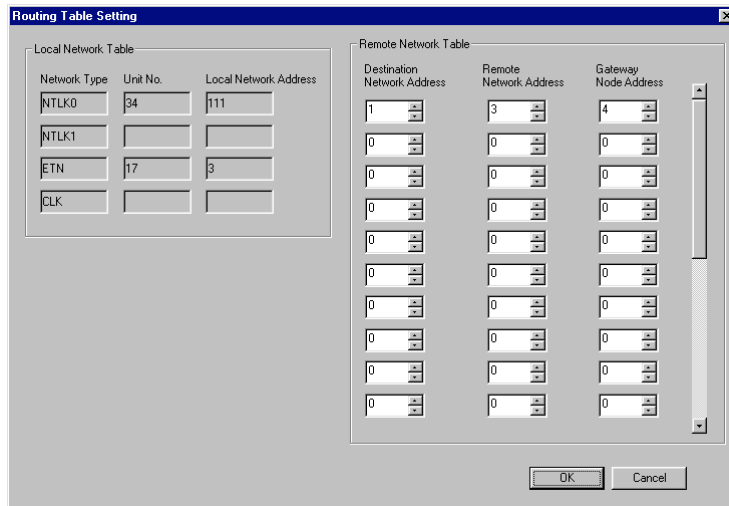 Routing Table Setting
Local Network Table
Network Type Unit No. Local Network Address
NTLK0 34 111
NTLK1
ETN 17 3
CLK
Remote Network Table
Destination Network Address Remote Network Address Gateway Node Address
1 3 4
0 0 0
0 0 0
0 0 0
0 0 0
0 0 0
0 0 0
0 0 0
0 0 0
0 0 0
OK Cancel